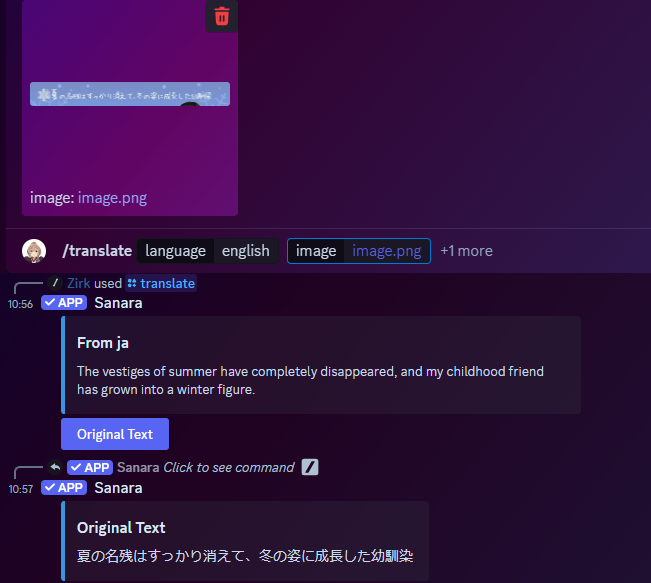 の名残はすっかり消えて、冬の姿に成長した
image: image.png
/translate language english image image.png +1 more
Zirk used translate
10:56 APP Sanara
From ja
The vestiges of summer have completely disappeared, and my childhood friend
has grown into a winter figure.
Original Text
APP Sanara Click to see command
10:57 APP Sanara
Original Text
夏の名残はすっかり消えて、冬の姿に成長した幼馴染